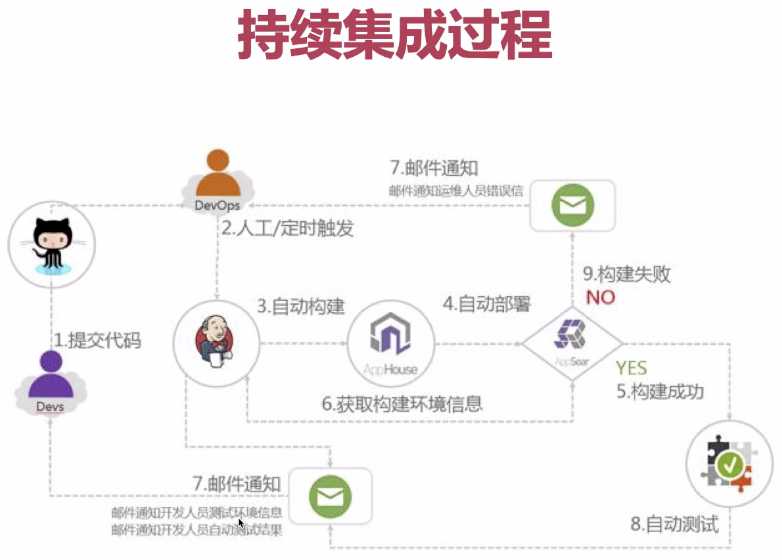 持续集成过程
7.邮件通知
邮件通知运维人员错误信
DevOps
2.人工/定时触发
9.构建失败
NO
3.自动构建
4.自动部署
1.提交代码
AppHouse
AppSoar
YES
5.构建成功
Devs
6.获取构建环境信息
7.邮件通知
邮件通知开发人员测试环境信息
邮件通知开发人员自动测试结果
8.自动测试